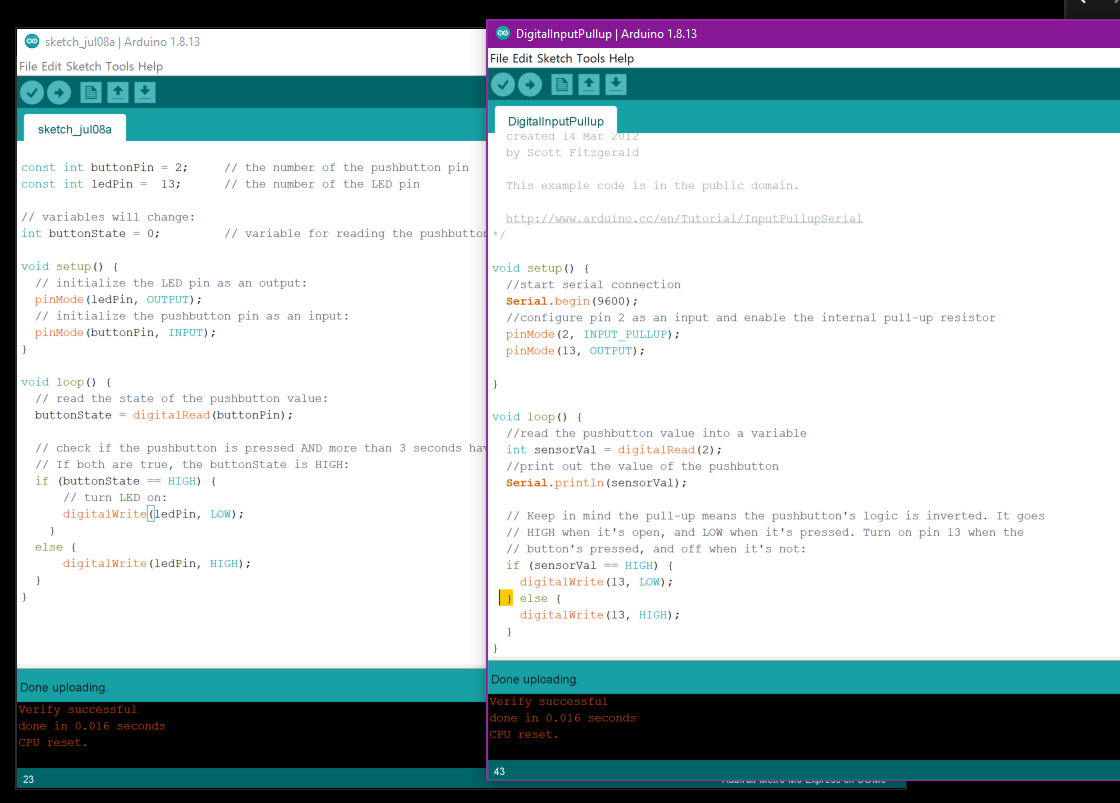 sketch_jul08a | Arduino 1.8.13
File Edit Sketch Tools Help
sketch_jul08a
const int buttonPin = 2;     // the number of the pushbutton pin
const int ledPin =  13;      // the number of the LED pin
// variables will change:
int buttonState = 0;         // variable for reading the pushbutton
void setup() {
  // initialize the LED pin as an output:
  pinMode(ledPin, OUTPUT);
  // initialize the pushbutton pin as an input:
  pinMode(buttonPin, INPUT);
}
void loop() {
  // read the state of the pushbutton value:
  buttonState = digitalRead(buttonPin);
  // check if the pushbutton is pressed AND more than 3 seconds hav
  // If both are true, the buttonState is HIGH:
  if (buttonState == HIGH) {
      // turn LED on:
      digitalWrite(ledPin, LOW);
    }
  else {
      digitalWrite(ledPin, HIGH);
  }
}
Done uploading.
Verify successful
done in 0.016 seconds
CPU reset.
23
DigitalInputPullup | Arduino 1.8.13
File Edit Sketch Tools Help
DigitalInputPullup
  created 14 Mar 2012
  by Scott Fitzgerald
  This example code is in the public domain.
  http://www.arduino.cc/en/Tutorial/InputPullupSerial
*/
void setup() {
  //start serial connection
  Serial.begin(9600);
  //configure pin 2 as an input and enable the internal pull-up resistor
  pinMode(2, INPUT_PULLUP);
  pinMode(13, OUTPUT);
}
void loop() {
  //read the pushbutton value into a variable
  int sensorVal = digitalRead(2);
  //print out the value of the pushbutton
  Serial.println(sensorVal);
  // Keep in mind the pull-up means the pushbutton's logic is inverted. It goes
  // HIGH when it's open, and LOW when it's pressed. Turn on pin 13 when the
  // button's pressed, and off when it's not:
  if (sensorVal == HIGH) {
    digitalWrite(13, LOW);
  } else {
    digitalWrite(13, HIGH);
  }
}
Done uploading.
Verify successful
done in 0.016 seconds
CPU reset.
43